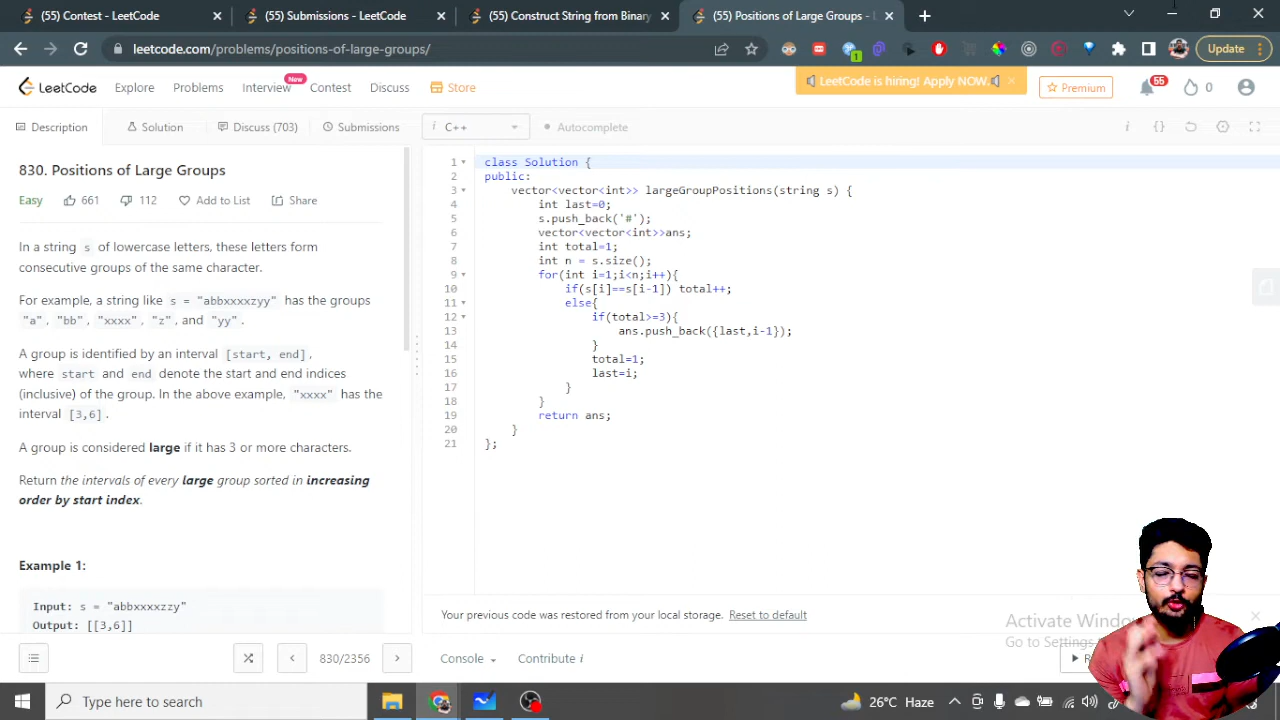 (55) Contest - LeetCode
(55) Submissions - LeetCode
(55) Construct String from Binary
(55) Positions of Large Groups - L
leetcode.com/problems/positions-of-large-groups/
1
Update
LeetCode
Explore
Problems
Interview
New
Contest
Discuss
Store
LeetCode is hiring! Apply NOW.
Premium
55
0
Description
Solution
Discuss (703)
Submissions
i C++
Autocomplete
830. Positions of Large Groups
Easy
661
112
Add to List
Share
In a string s of lowercase letters, these letters form
consecutive groups of the same character.
For example, a string like s = "abbxxxxzyy" has the groups
"a", "bb", "xxxx", "z", and "yy".
A group is identified by an interval [start, end],
where start and end denote the start and end indices
(inclusive) of the group. In the above example, "xxxx" has the
interval [3,6].
A group is considered large if it has 3 or more characters.
Return the intervals of every large group sorted in increasing
order by start index.
Example 1:
Input: s = "abbxxxxzzy"
Output: [[3,6]]
1 class Solution {
2 public:
3 vector<vector<int>> largeGroupPositions(string s) {
4 int last=0;
5 s.push_back('#');
6 vector<vector<int>>ans;
7 int total=1;
8 int n = s.size();
9 for(int i=1;i<n;i++){
10 if(s[i]==s[i-1]) total++;
11 else{
12 if(total>=3){
13 ans.push_back({last,i-1});
14 }
15 total=1;
16 last=i;
17 }
18 }
19 return ans;
20 }
21 };
Your previous code was restored from your local storage. Reset to default
Activate Windo
Go to Settings
830/2356
Console
Contribute i
Type here to search
26°C Haze